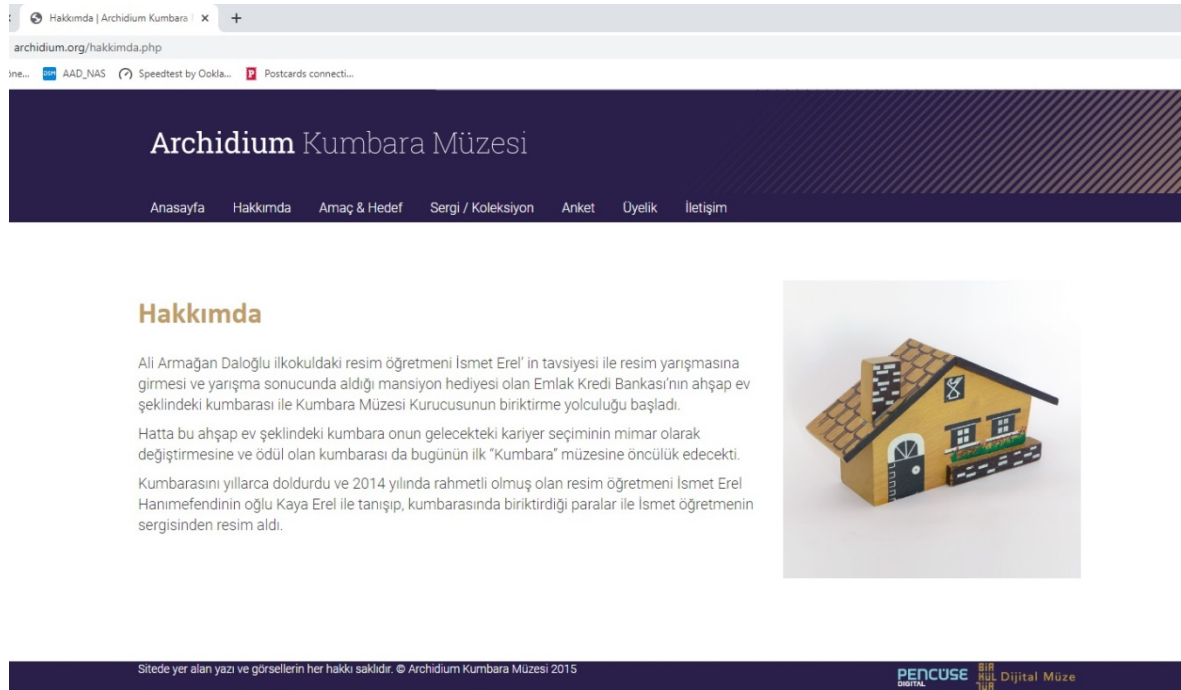 Hakkımda | Archidium Kumbara
archidium.org/hakkimda.php
AAD_NAS Speedtest by Ookla... Postcards connecti...
Archidium Kumbara Müzesi
Anasayfa Hakkımda Amaç & Hedef Sergi / Koleksiyon Anket Üyelik İletişim
Hakkımda
Ali Armağan Daloğlu ilkokuldaki resim öğretmeni İsmet Erel' in tavsiyesi ile resim yarışmasına
girmesi ve yarışma sonucunda aldığı mansiyon hediyesi olan Emlak Kredi Bankası'nın ahşap ev
şeklindeki kumbarası ile Kumbara Müzesi Kurucusunun biriktirme yolculuğu başladı.
Hatta bu ahşap ev şeklindeki kumbara onun gelecekteki kariyer seçiminin mimar olarak
değiştirmesine ve ödül olan kumbarası da bugünün ilk "Kumbara" müzesine öncülük edecekti.
Kumbarasını yıllarca doldurdu ve 2014 yılında rahmetli olmuş olan resim öğretmeni İsmet Erel
Hanımefendinin oğlu Kaya Erel ile tanışıp, kumbarasında biriktirdiği paralar ile İsmet öğretmenin
sergisinden resim aldı.
Sitede yer alan yazı ve görsellerin her hakkı saklıdır. © Archidium Kumbara Müzesi 2015
PENCUSE DIGITAL BİR KÜLTÜR Dijital Müze